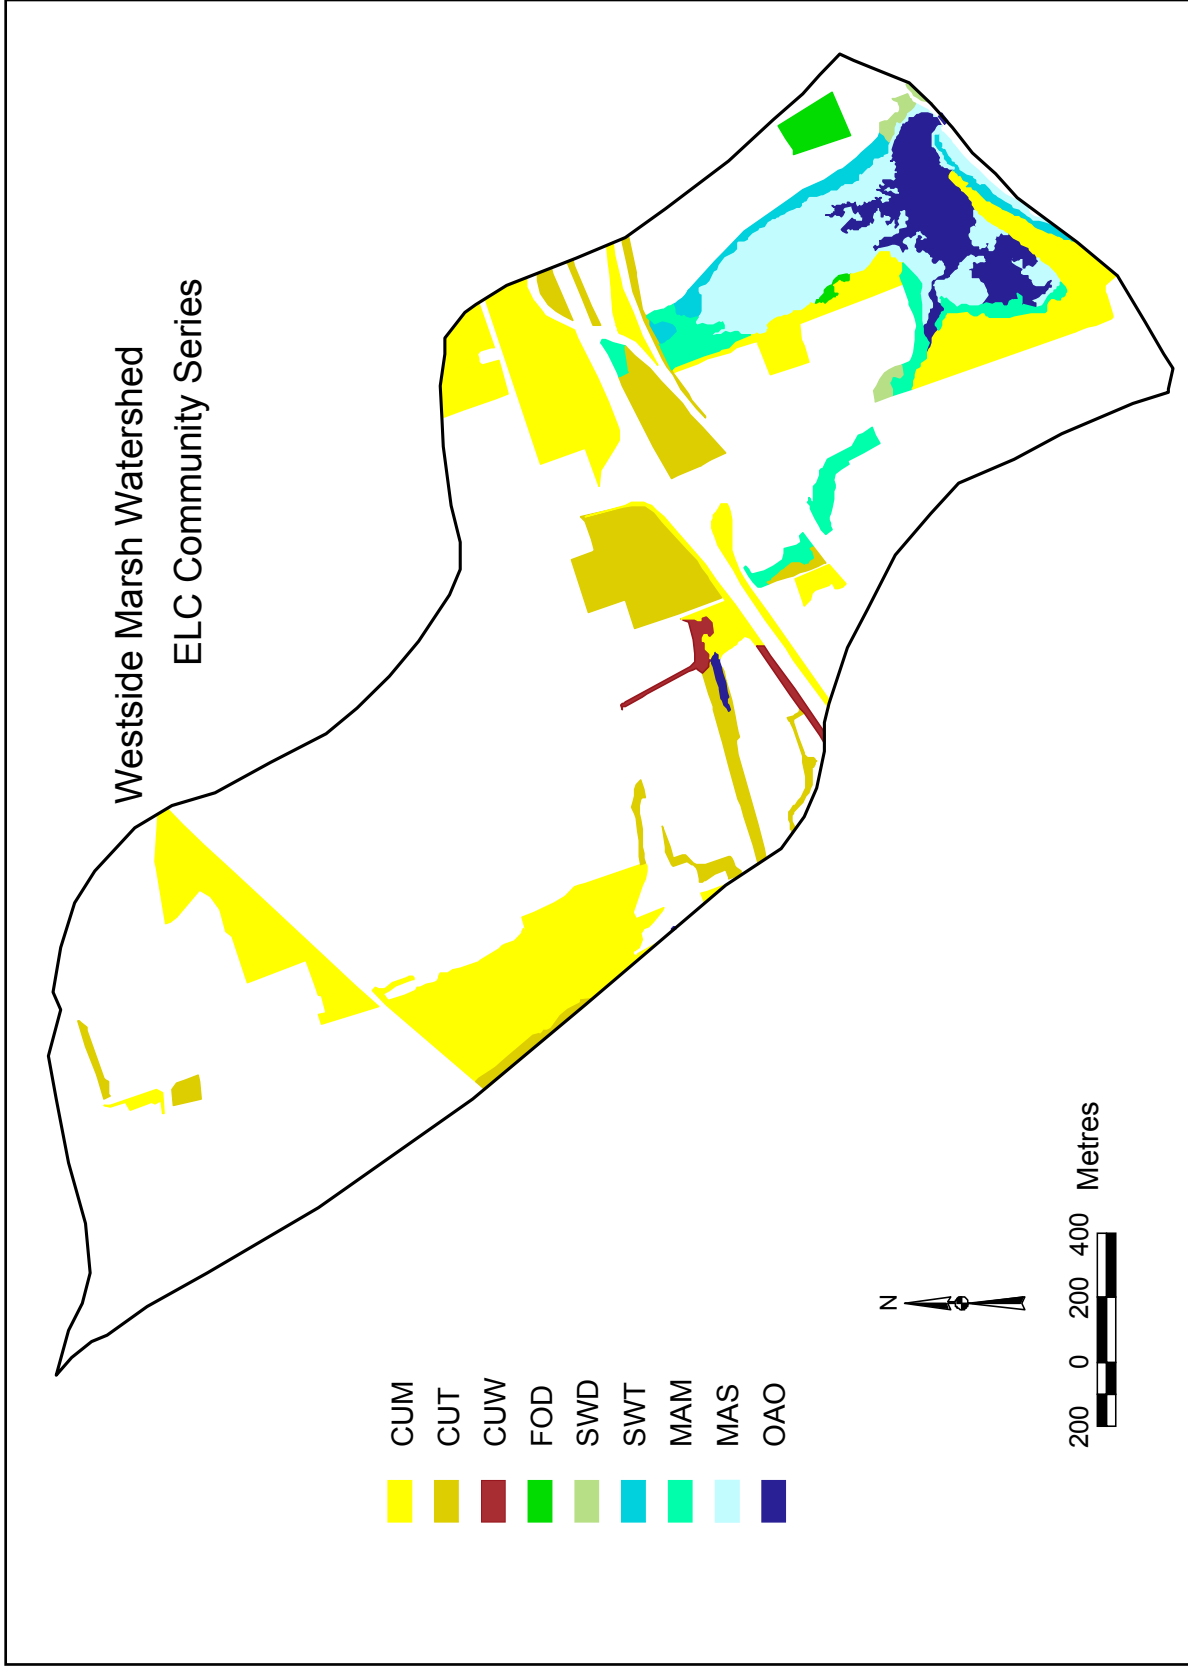 Westside Marsh Watershed
ELC Community Series
CUM
CUT
CUW
FOD
SWD
SWT
MAM
MAS
OAO
N
200 0 200 400 Metres